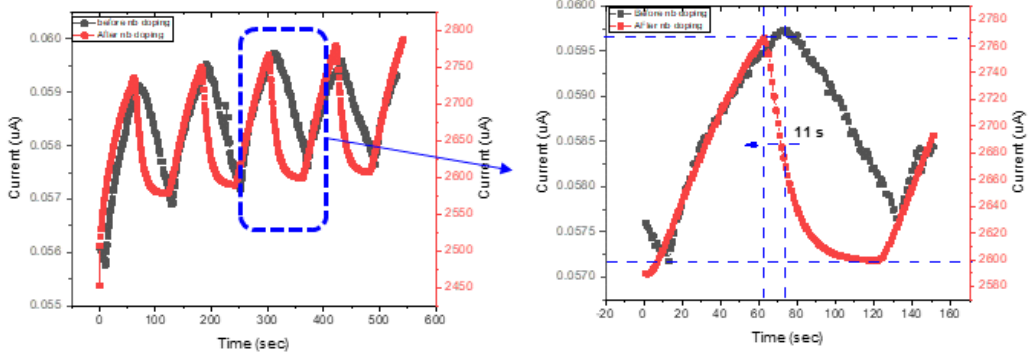 before nb doping
After nb doping
0.060
0.059
0.058
0.057
0.056
0.055
Current (uA)
2800
2750
2700
2650
2600
2550
2500
2450
Current (uA)
0 100 200 300 400 500 600
Time (sec)
Before nb doping
AFter nb doping
0.0600
0.0595
0.0590
0.0585
0.0580
0.0575
0.0570
Current (uA)
11 s
2780
2760
2740
2720
2700
2680
2660
2640
2620
2600
2580
Current (uA)
-20 0 20 40 60 80 100 120 140 160
Time (sec)